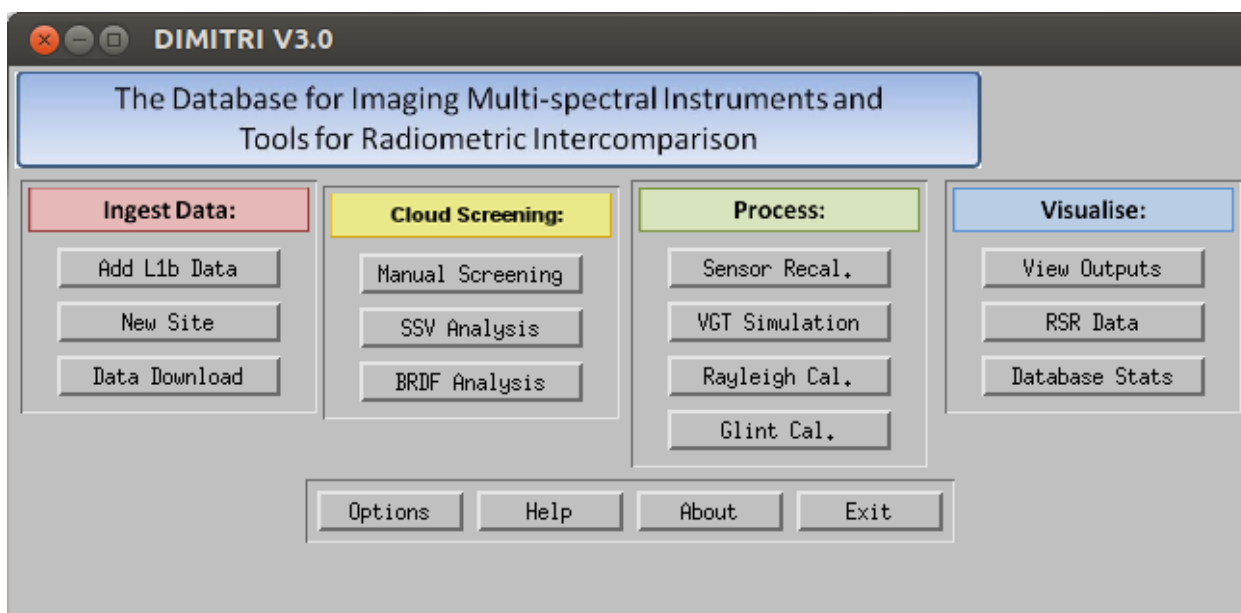 DIMITRI V3.0
The Database for Imaging Multi-spectral Instruments and
Tools for Radiometric Intercomparison
Ingest Data:
Add L1b Data
New Site
Data Download
Cloud Screening:
Manual Screening
SSV Analysis
BRDF Analysis
Process:
Sensor Recal.
VGT Simulation
Rayleigh Cal.
Glint Cal.
Visualise:
View Outputs
RSR Data
Database Stats
Options
Help
About
Exit